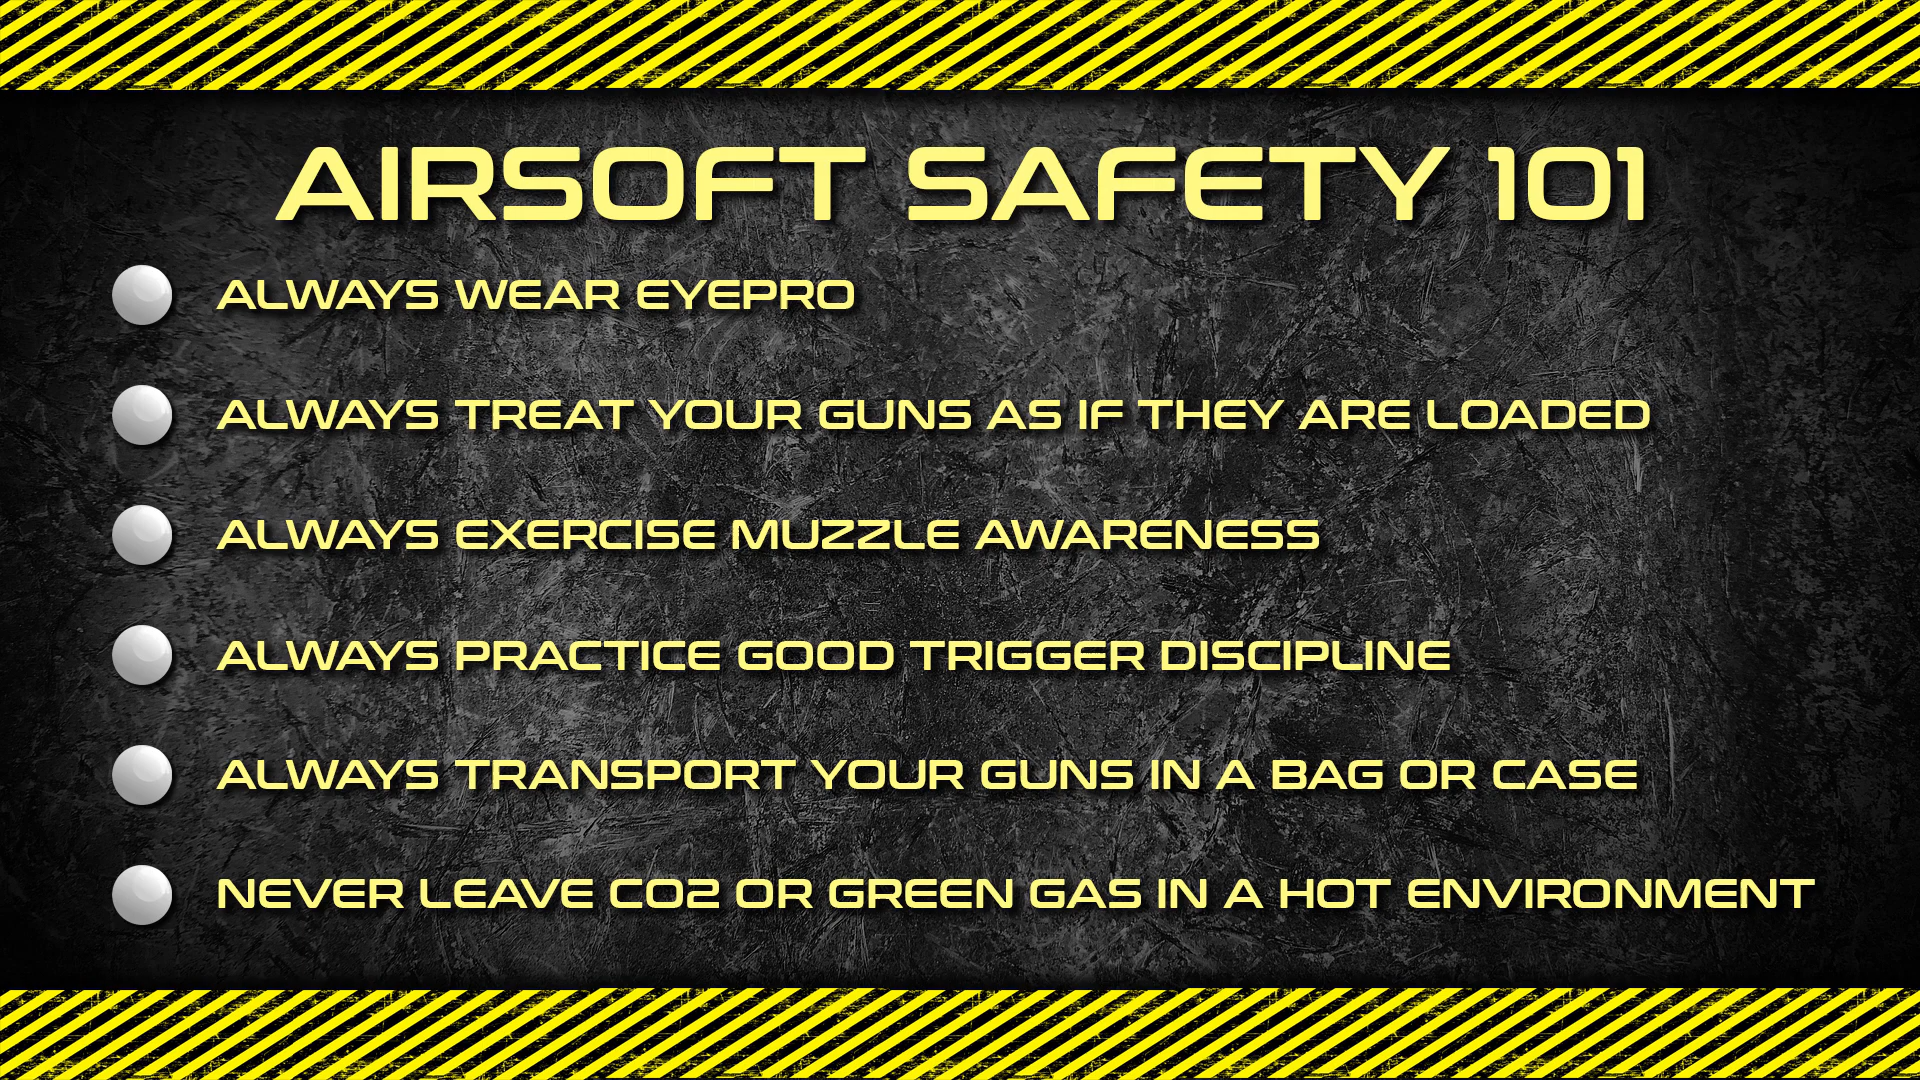 AIRSOFT SAFETY 101
ALWAYS WEAR EYEPRO
ALWAYS TREAT YOUR GUNS AS IF THEY ARE LOADED
ALWAYS EXERCISE MUZZLE AWARENESS
ALWAYS PRACTICE GOOD TRIGGER DISCIPLINE
ALWAYS TRANSPORT YOUR GUNS IN A BAG OR CASE
NEVER LEAVE CO2 OR GREEN GAS IN A HOT ENVIRONMENT